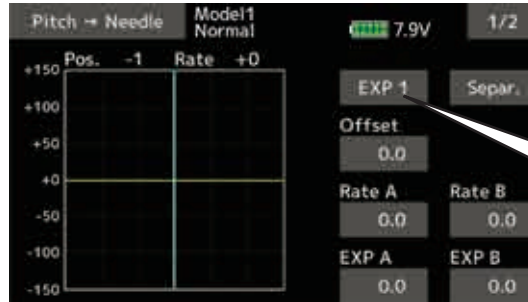 Pitch → Needle Model1 Normal 7.9V 1/2
Pos. -1 Rate +0
+150
+100
+50
+0
-50
-100
-150
EXP 1 Separ.
Offset
0.0
Rate A Rate B
0.0 0.0
EXP A EXP B
0.0 0.0